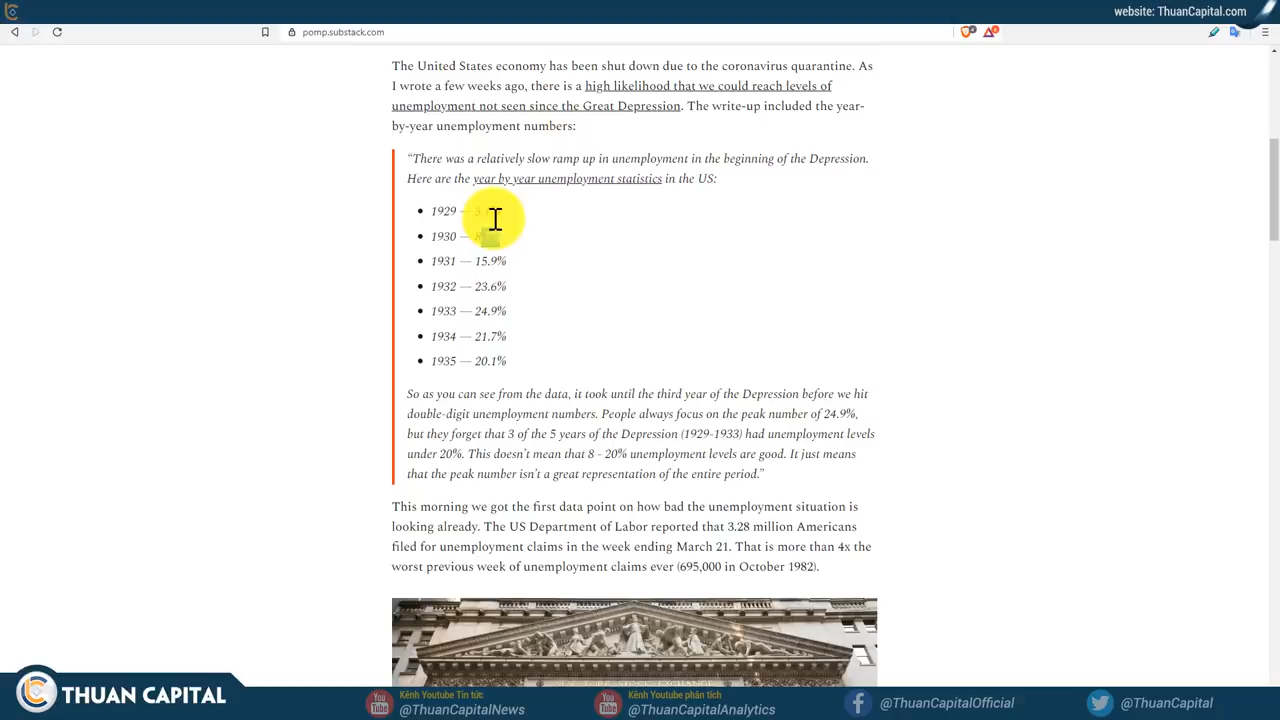 website: ThuanCapital.com
pomp.substack.com
The United States economy has been shut down due to the coronavirus quarantine. As
I wrote a few weeks ago, there is a high likelihood that we could reach levels of
unemployment not seen since the Great Depression. The write-up included the year-
by-year unemployment numbers:
“There was a relatively slow ramp up in unemployment in the beginning of the Depression.
Here are the year by year unemployment statistics in the US:
• 1929 —
• 1930 — 8
• 1931 — 15.9%
• 1932 — 23.6%
• 1933 — 24.9%
• 1934 — 21.7%
• 1935 — 20.1%
So as you can see from the data, it took until the third year of the Depression before we hit
double-digit unemployment numbers. People always focus on the peak number of 24.9%,
but they forget that 3 of the 5 years of the Depression (1929-1933) had unemployment levels
under 20%. This doesn’t mean that 8 - 20% unemployment levels are good. It just means
that the peak number isn’t a great representation of the entire period.”
This morning we got the first data point on how bad the unemployment situation is
looking already. The US Department of Labor reported that 3.28 million Americans
filed for unemployment claims in the week ending March 21. That is more than 4x the
worst previous week of unemployment claims ever (695,000 in October 1982).
THUAN CAPITAL
You Tube
Kênh Youtube Tin tức
@ThuanCapitalNews
You Tube
Kênh Youtube phân tích
@ThuanCapitalAnalytics
@ThuanCapitalOfficial
@ThuanCapital